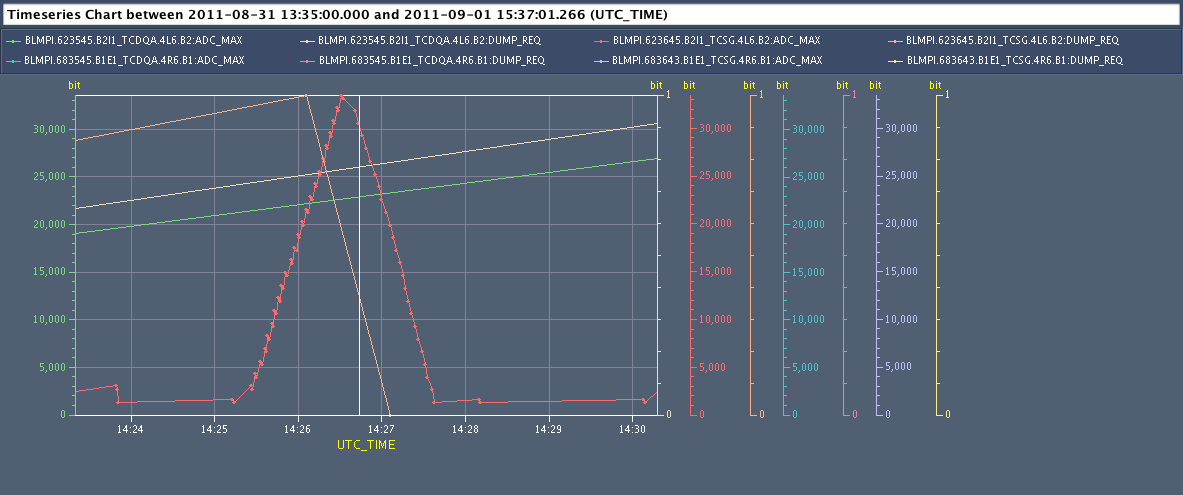 Timeseries Chart between 2011-08-31 13:35:00.000 and 2011-09-01 15:37:01.266 (UTC_TIME)
BLMPI.623545.B2I1_TCDQA.4L6.B2:ADC_MAX BLMPI.623545.B2I1_TCDQA.4L6.B2:DUMP_REQ BLMPI.623645.B2I1_TCSG.4L6.B2:ADC_MAX BLMPI.623645.B2I1_TCSG.4L6.B2:DUMP_REQ
BLMPI.683545.B1E1_TCDQA.4R6.B1:ADC_MAX BLMPI.683545.B1E1_TCDQA.4R6.B1:DUMP_REQ BLMPI.683643.B1E1_TCSG.4R6.B1:ADC_MAX BLMPI.683643.B1E1_TCSG.4R6.B1:DUMP_REQ
bit bit bit bit bit bit bit bit
1 1 1 1
30,000 30,000 30,000 30,000
25,000 25,000 25,000 25,000
20,000 20,000 20,000 20,000
15,000 15,000 15,000 15,000
10,000 10,000 10,000 10,000
5,000 5,000 5,000 5,000
0 0 0 0 0 0 0 0
14:24 14:25 14:26 14:27 14:28 14:29 14:30
UTC_TIME